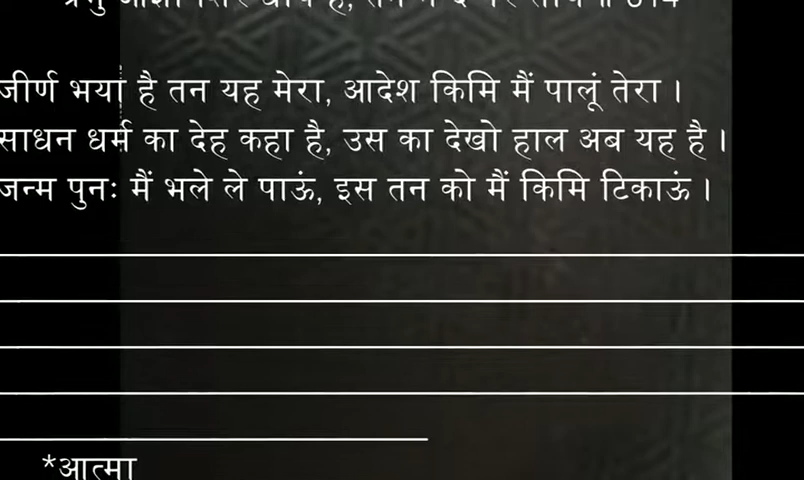 जीर्ण भया है तन यह मेरा, आदेश किमि मैं पालूं तेरा ।
साधन धर्म का देह कहा है, उस का देखो हाल अब यह है ।
जन्म पुनः मैं भले ले पाऊं, इस तन को मैं किमि टिकाऊं ।
*आत्मा